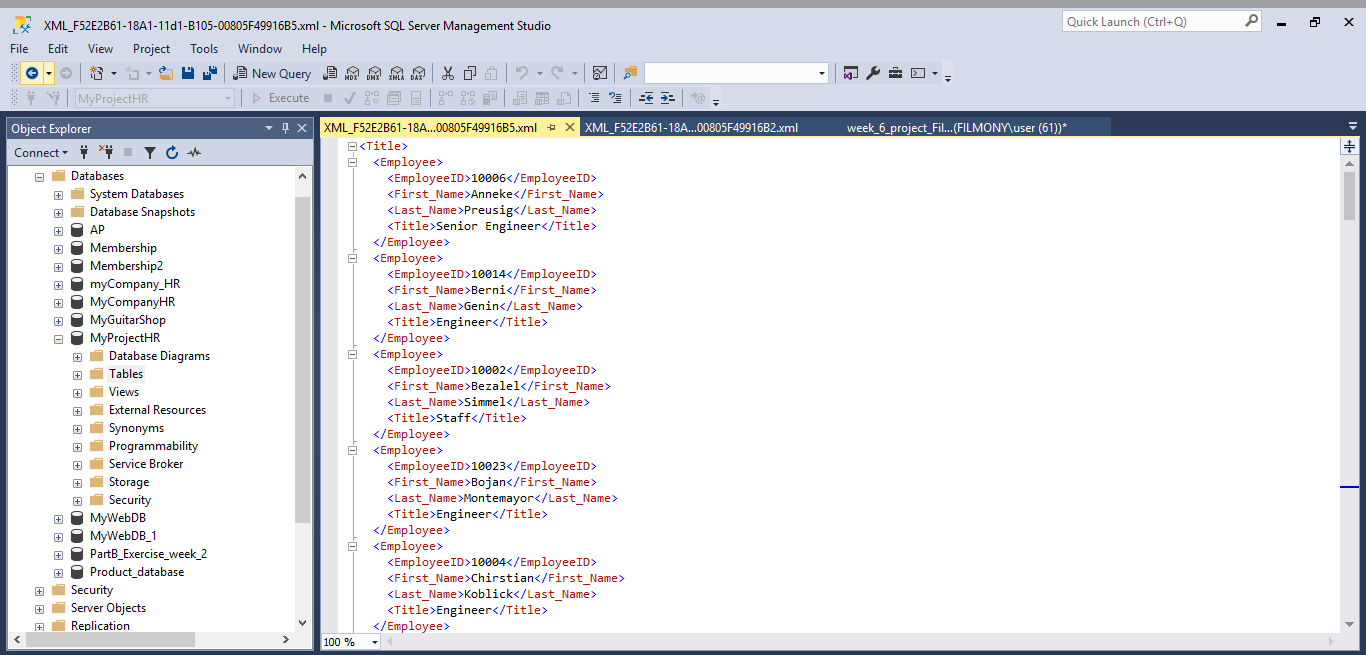 XML_F52E2B61-18A1-11d1-B105-00805F49916B5.xml - Microsoft SQL Server Management Studio
Quick Launch (Ctrl+Q)
File Edit View Project Tools Window Help
New Query MDX DMX XMLA DAX
MyProjectHR Execute
Object Explorer
Connect
Databases
System Databases
Database Snapshots
AP
Membership
Membership2
myCompany_HR
MyCompanyHR
MyGuitarShop
MyProjectHR
Database Diagrams
Tables
Views
External Resources
Synonyms
Programmability
Service Broker
Storage
Security
MyWebDB
MyWebDB_1
PartB_Exercise_week_2
Product_database
Security
Server Objects
Replication
XML_F52E2B61-18A...00805F49916B5.xml XML_F52E2B61-18A...00805F49916B2.xml week_6_project_Fil...(FILMONY\user (61))*
<Title>
<Employee>
<EmployeeID>10006</EmployeeID>
<First_Name>Anneke</First_Name>
<Last_Name>Preusig</Last_Name>
<Title>Senior Engineer</Title>
</Employee>
<Employee>
<EmployeeID>10014</EmployeeID>
<First_Name>Berni</First_Name>
<Last_Name>Genin</Last_Name>
<Title>Engineer</Title>
</Employee>
<Employee>
<EmployeeID>10002</EmployeeID>
<First_Name>Bezalel</First_Name>
<Last_Name>Simmel</Last_Name>
<Title>Staff</Title>
</Employee>
<Employee>
<EmployeeID>10023</EmployeeID>
<First_Name>Bojan</First_Name>
<Last_Name>Montemayor</Last_Name>
<Title>Engineer</Title>
</Employee>
<Employee>
<EmployeeID>10004</EmployeeID>
<First_Name>Chirstian</First_Name>
<Last_Name>Koblick</Last_Name>
<Title>Engineer</Title>
</Employee>
100 %